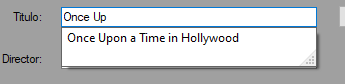 Titulo: Once Up
Once Upon a Time in Hollywood
Director: